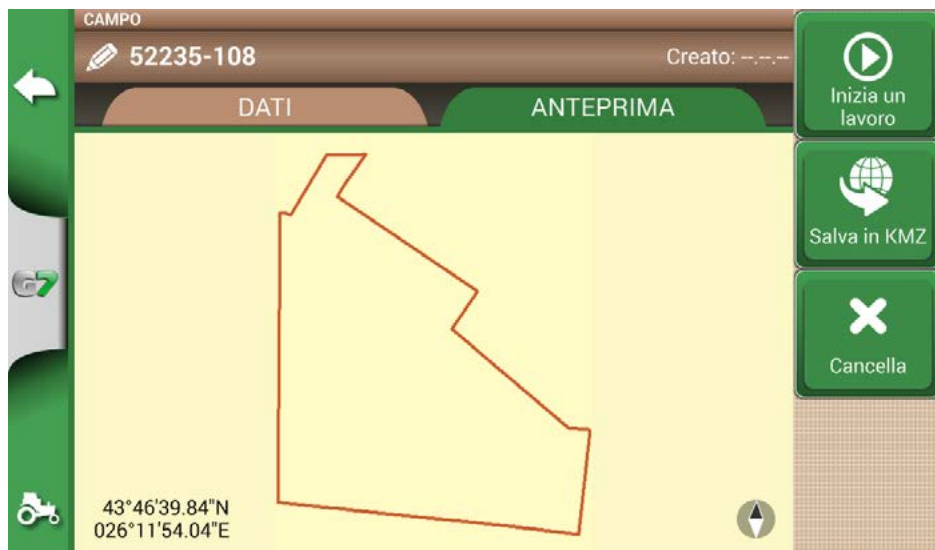 CAMPO
52235-108
Creato: --.--.--
DATI
ANTEPRIMA
Inizia un
lavoro
Salva in KMZ
G7
Cancella
43°46'39.84"N
026°11'54.04"E